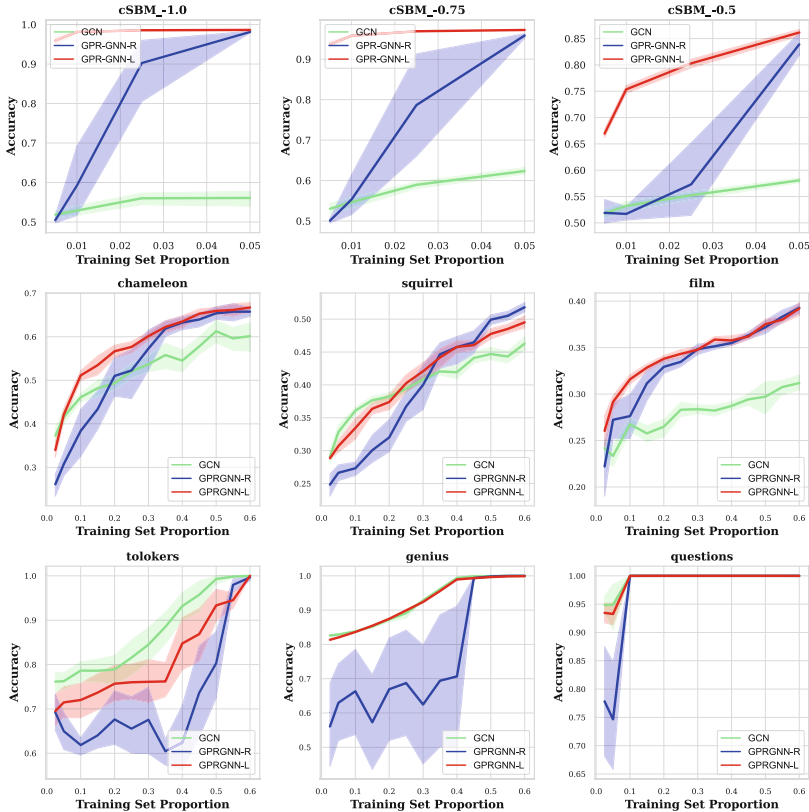 cSBM_-1.0
1.0
0.9
0.8
0.7
0.6
0.5
Accuracy
GCN
GPR-GNN-R
GPR-GNN-L
0.01 0.02 0.03 0.04 0.05
Training Set Proportion
cSBM_-0.75
0.9
0.8
0.7
0.6
0.5
Accuracy
GCN
GPR-GNN-R
GPR-GNN-L
0.01 0.02 0.03 0.04 0.05
Training Set Proportion
cSBM_-0.5
0.85
0.80
0.75
0.70
0.65
0.60
0.55
0.50
Accuracy
GCN
GPR-GNN-R
GPR-GNN-L
0.01 0.02 0.03 0.04 0.05
Training Set Proportion
chameleon
0.7
0.6
0.5
0.4
0.3
Accuracy
GCN
GPRGNN-R
GPRGNN-L
0.0 0.1 0.2 0.3 0.4 0.5 0.6
Training Set Proportion
squirrel
0.50
0.45
0.40
0.35
0.30
0.25
Accuracy
GCN
GPRGNN-R
GPRGNN-L
0.0 0.1 0.2 0.3 0.4 0.5 0.6
Training Set Proportion
film
0.40
0.35
0.30
0.25
0.20
Accuracy
GCN
GPRGNN-R
GPRGNN-L
0.0 0.1 0.2 0.3 0.4 0.5 0.6
Training Set Proportion
tolokers
1.0
0.9
0.8
0.7
0.6
Accuracy
GCN
GPRGNN-R
GPRGNN-L
0.0 0.1 0.2 0.3 0.4 0.5 0.6
Training Set Proportion
genius
1.0
0.9
0.8
0.7
0.6
0.5
Accuracy
GCN
GPRGNN-R
GPRGNN-L
0.0 0.1 0.2 0.3 0.4 0.5 0.6
Training Set Proportion
questions
1.00
0.95
0.90
0.85
0.80
0.75
0.70
0.65
Accuracy
GCN
GPRGNN-R
GPRGNN-L
0.0 0.1 0.2 0.3 0.4 0.5 0.6
Training Set Proportion